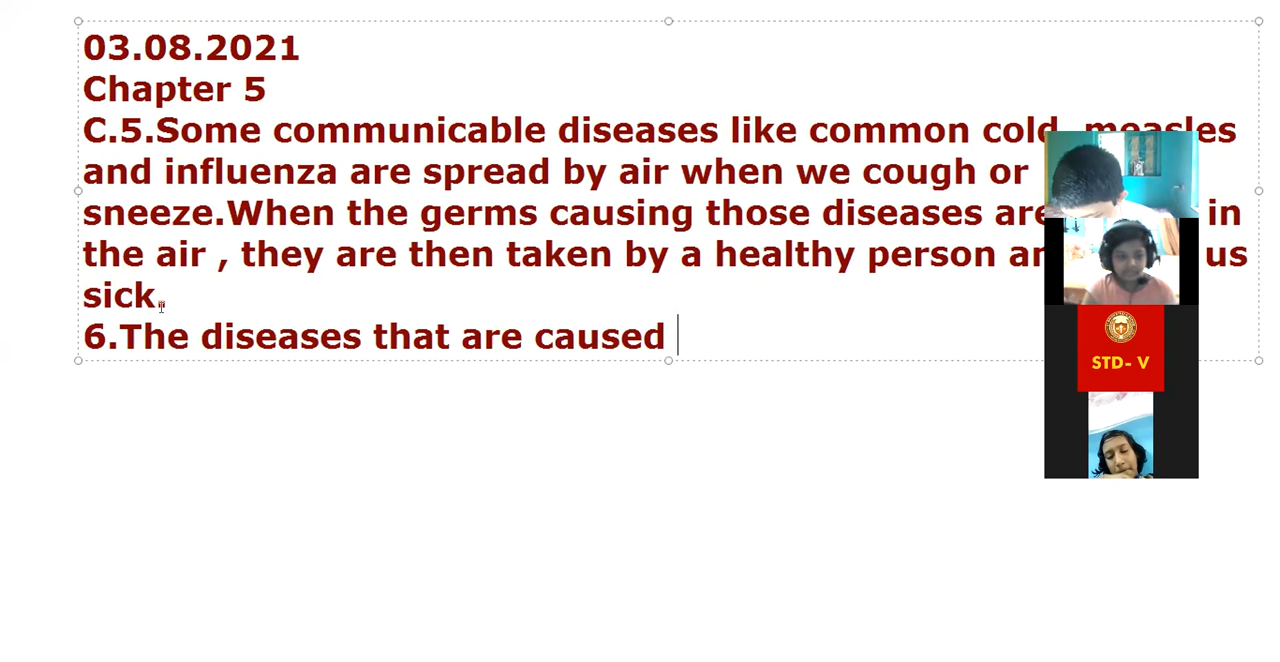 03.08.2021
Chapter 5
C.5.Some communicable diseases like common cold, measles
and influenza are spread by air when we cough or
sneeze.When the germs causing those diseases are in
the air , they are then taken by a healthy person us
sick.
6.The diseases that are caused
STD- V